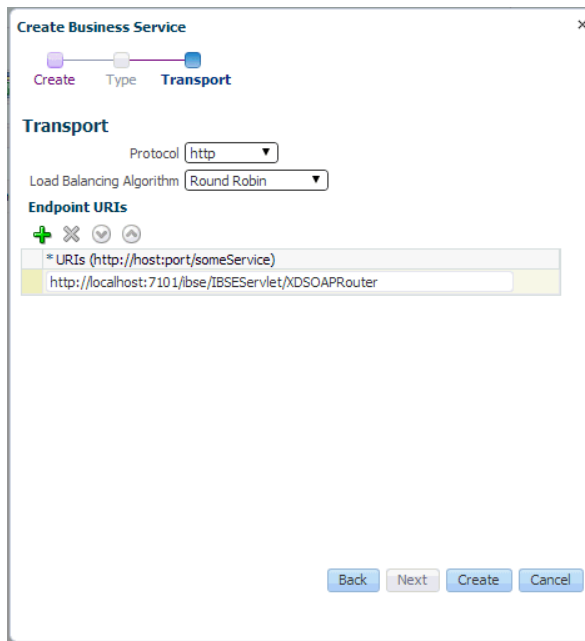 Create Business Service
Create Type Transport
Transport
Protocol http
Load Balancing Algorithm Round Robin
Endpoint URIs
* URIs (http://host:port/someService)
http://localhost:7101/ibse/IBSEServlet/XDSOAPRouter
Back Next Create Cancel